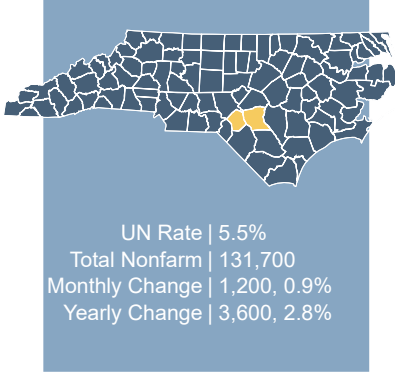 UN Rate | 5.5%
Total Nonfarm | 131,700
Monthly Change | 1,200, 0.9%
Yearly Change | 3,600, 2.8%